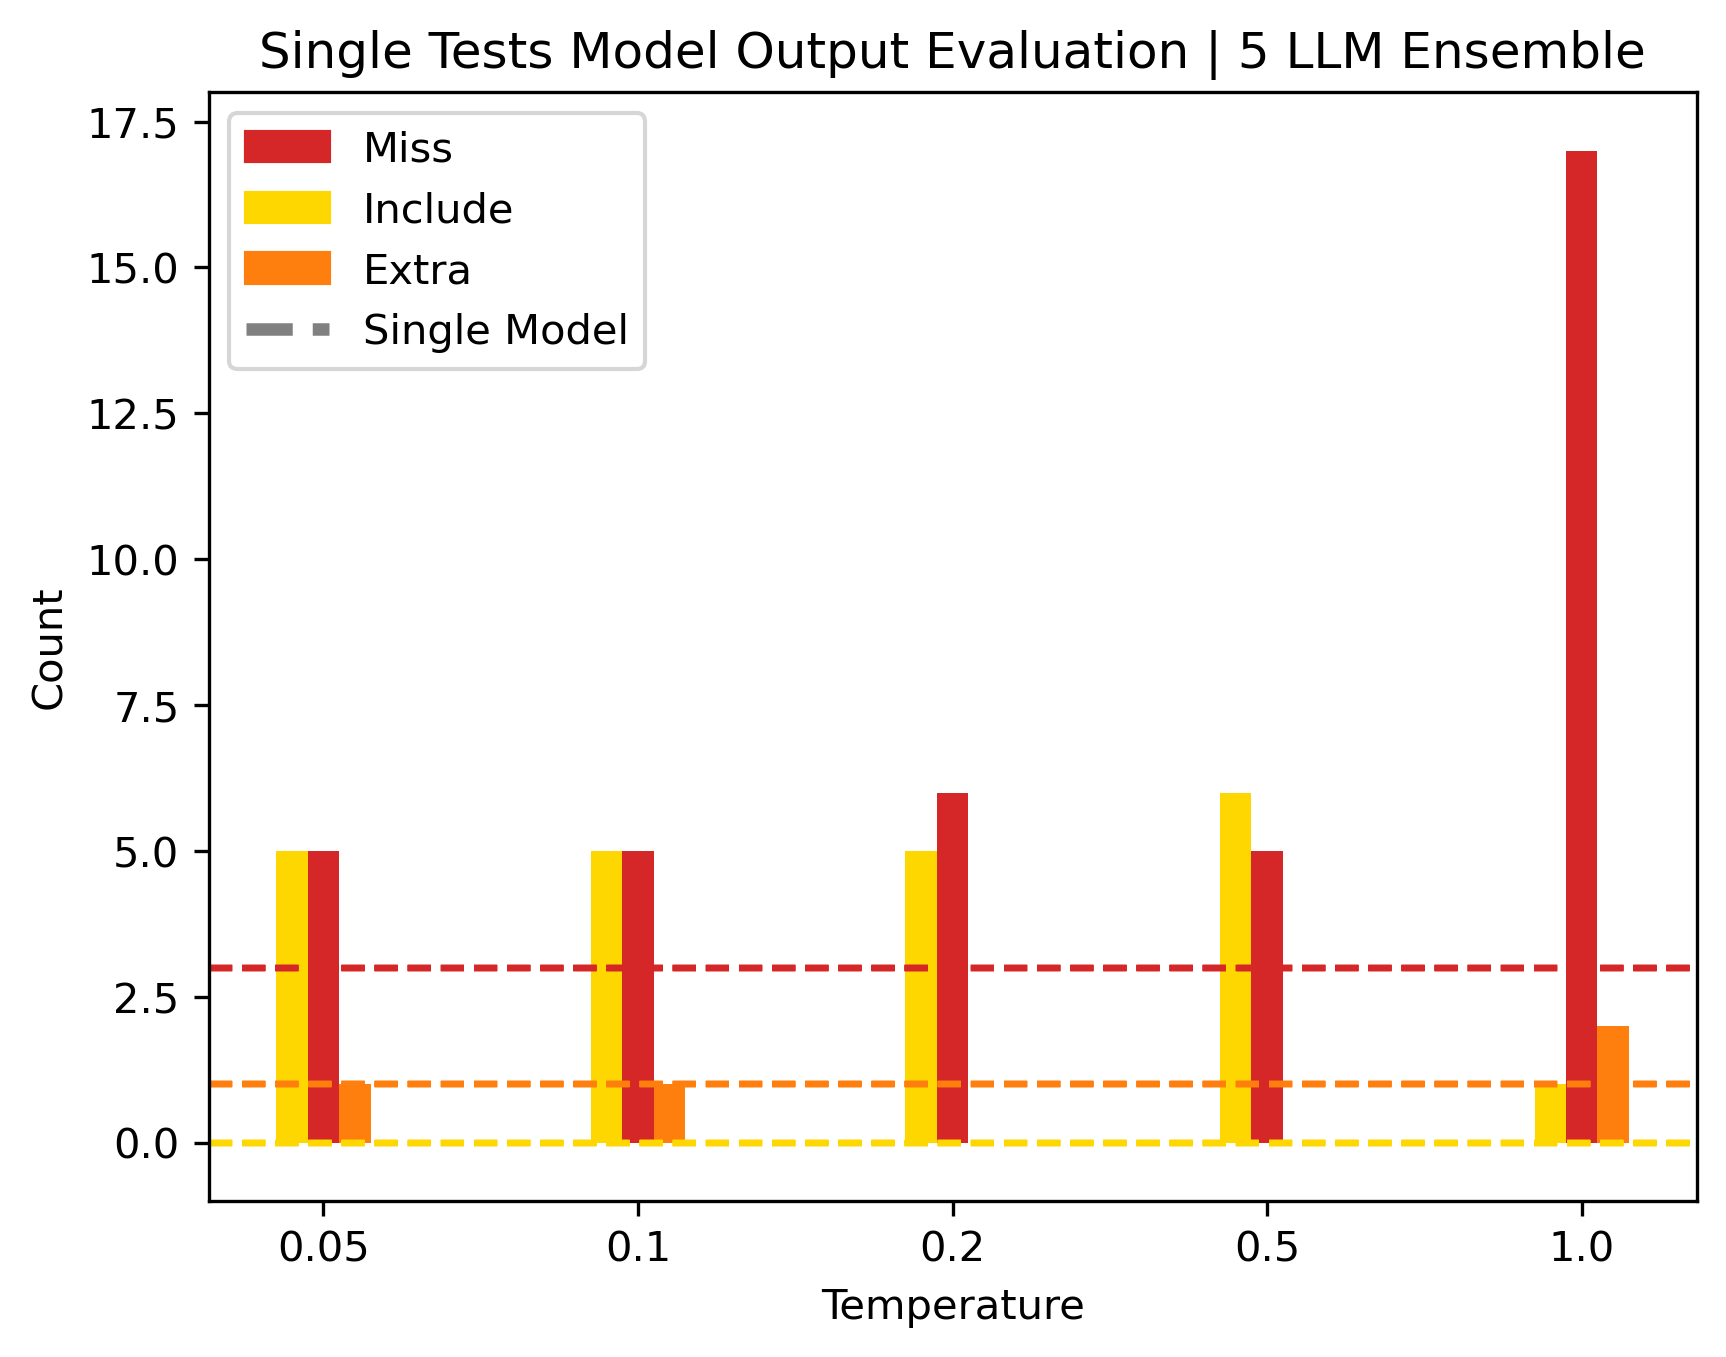 Single Tests Model Output Evaluation | 5 LLM Ensemble
17.5
15.0
12.5
10.0
7.5
5.0
2.5
0.0
Count
Miss
Include
Extra
Single Model
0.05 0.1 0.2 0.5 1.0
Temperature